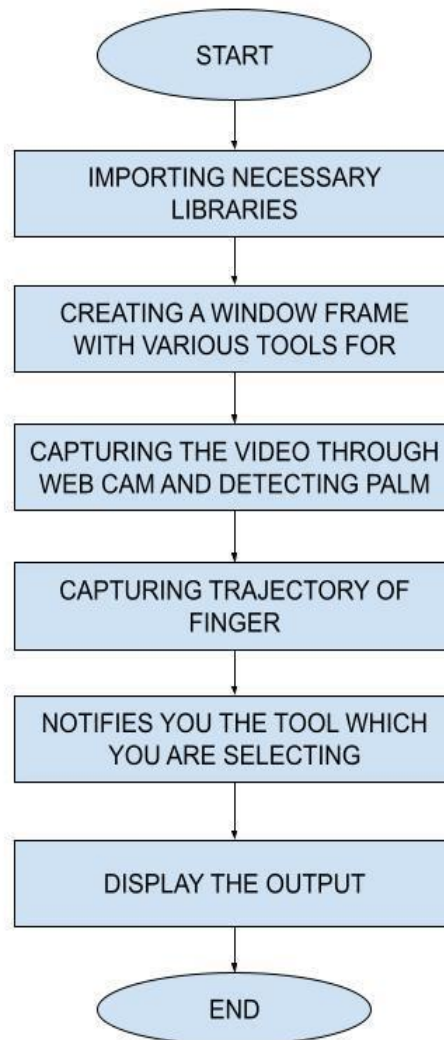 START
IMPORTING NECESSARY
LIBRARIES
CREATING A WINDOW FRAME
WITH VARIOUS TOOLS FOR
CAPTURING THE VIDEO THROUGH
WEB CAM AND DETECTING PALM
CAPTURING TRAJECTORY OF
FINGER
NOTIFIES YOU THE TOOL WHICH
YOU ARE SELECTING
DISPLAY THE OUTPUT
END